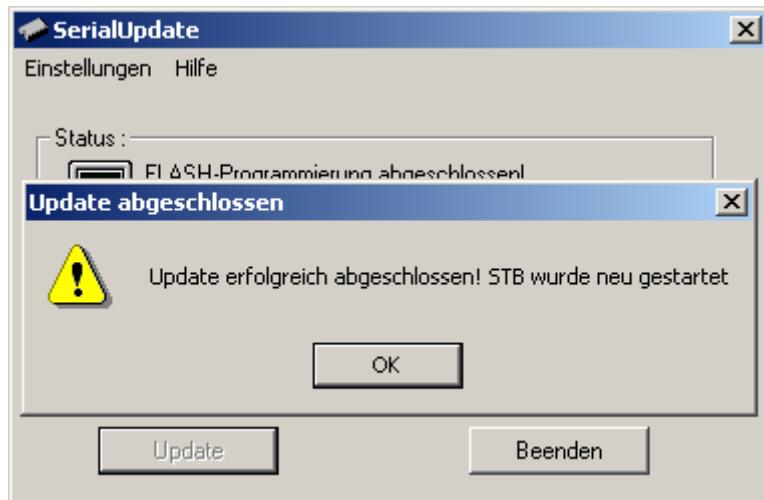 SerialUpdate
Einstellungen Hilfe
Status :
FLASH-Programmierung abgeschlossen!
Update abgeschlossen
Update erfolgreich abgeschlossen! STB wurde neu gestartet
OK
Update Beenden